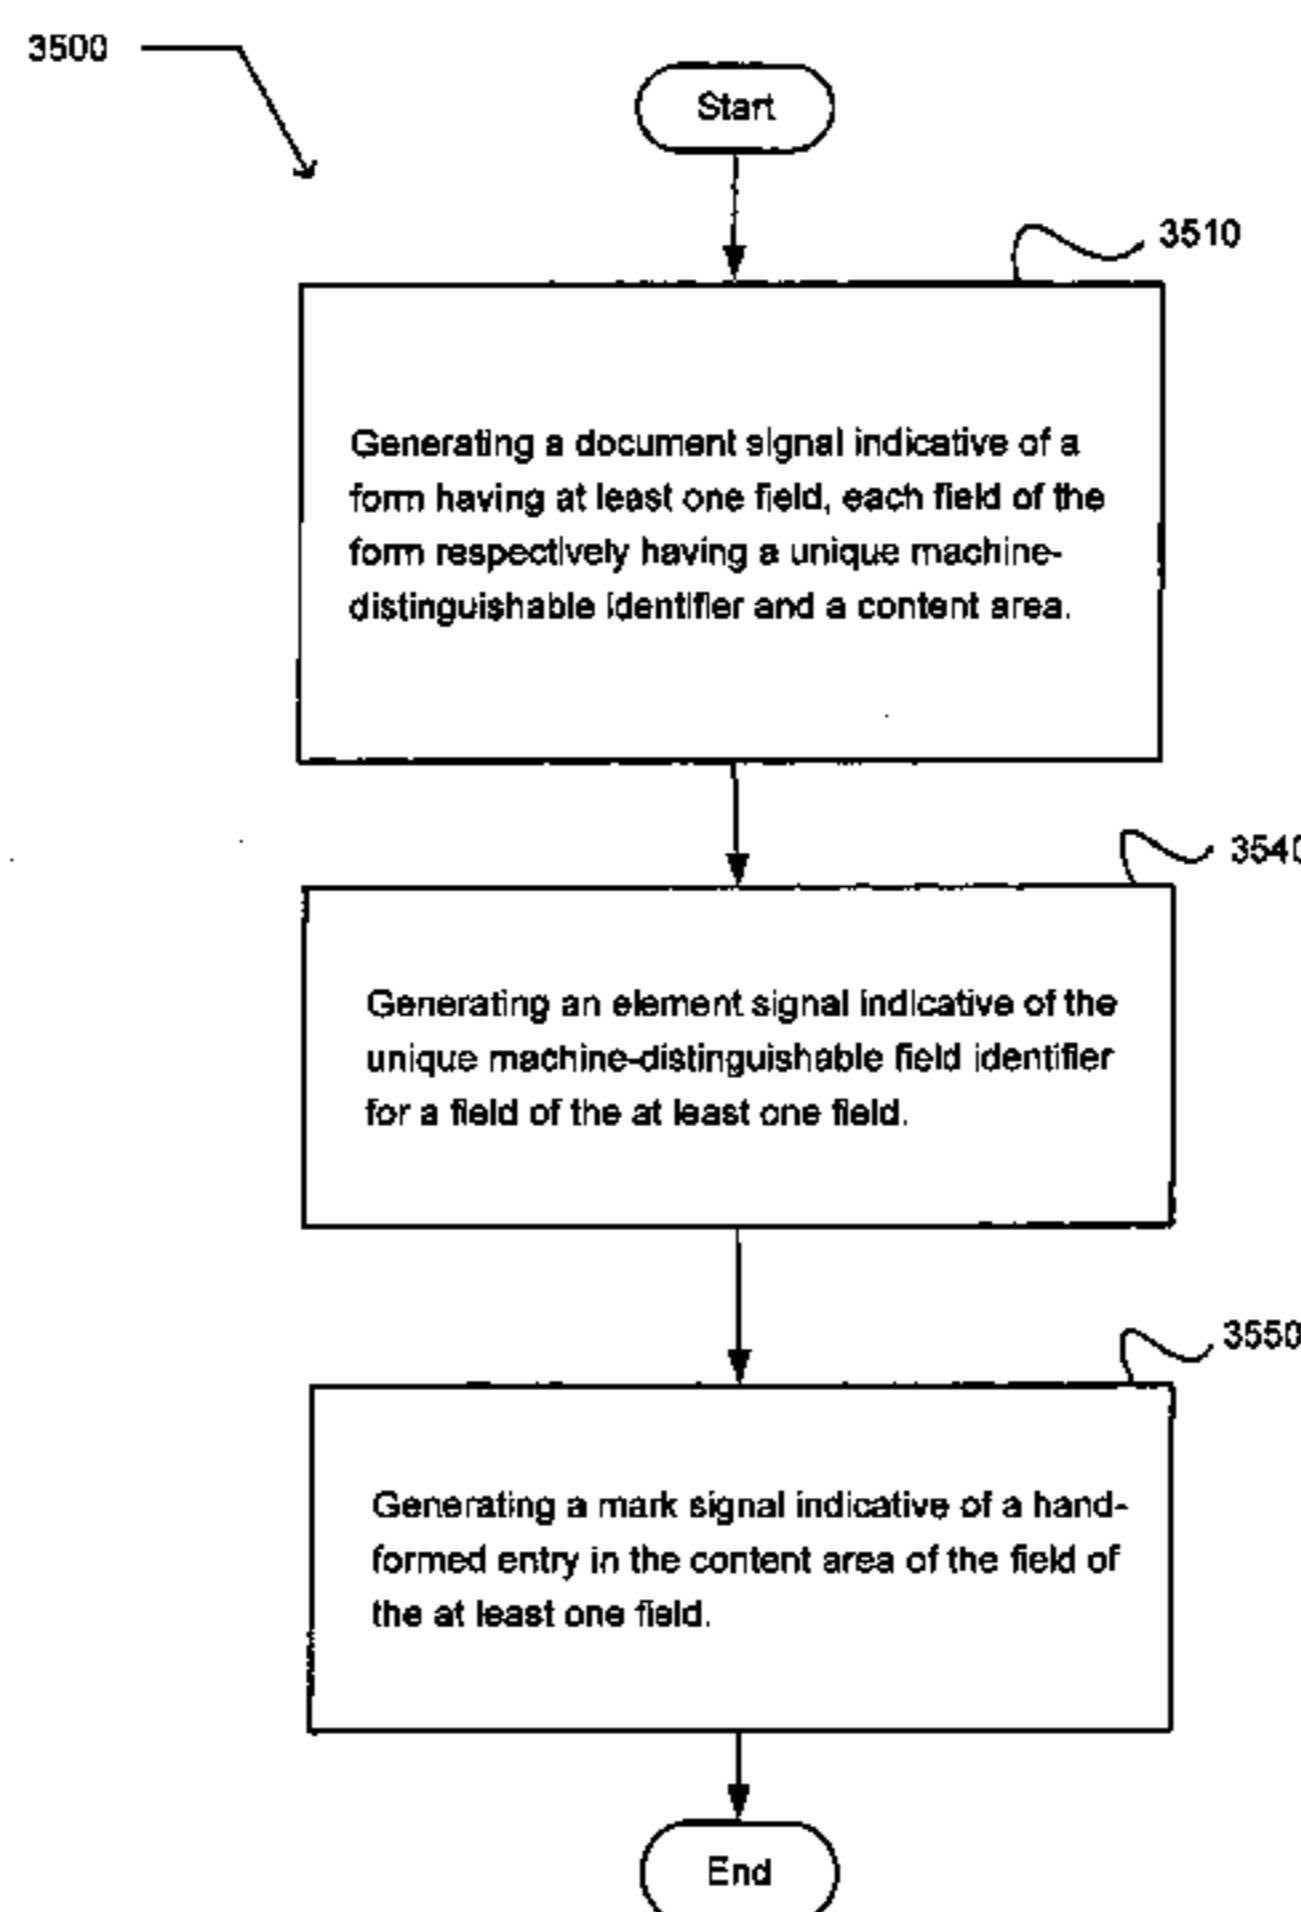 3500
Start
3510
Generating a document signal indicative of a
form having at least one field, each field of the
form respectively having a unique machine-
distinguishable identifier and a content area.
3540
Generating an element signal indicative of the
unique machine-distinguishable field identifier
for a field of the at least one field.
3550
Generating a mark signal indicative of a hand-
formed entry in the content area of the field of
the at least one field.
End